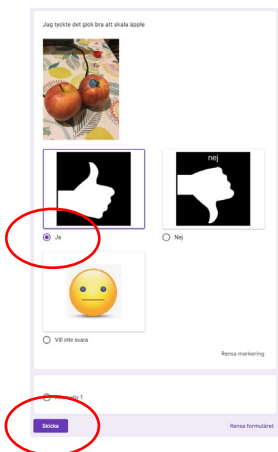 Jag tyckte det gick bra att skala äpple
nej
Ja
Nej
Vill inte svara
Rensa markering
1
Skicka
Rensa formuläret